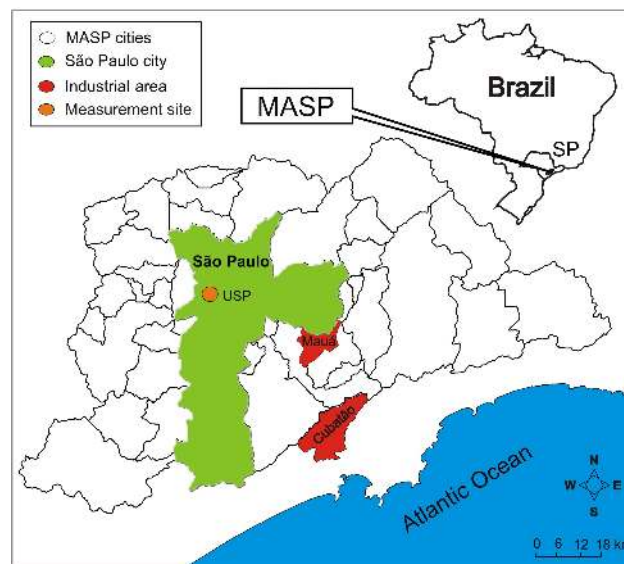 MASP cities
São Paulo city
Industrial area
Measurement site
Brazil
MASP
SP
São Paulo
USP
Mauá
Cubatão
Atlantic Ocean
N
W E
S
0 6 12 18 km